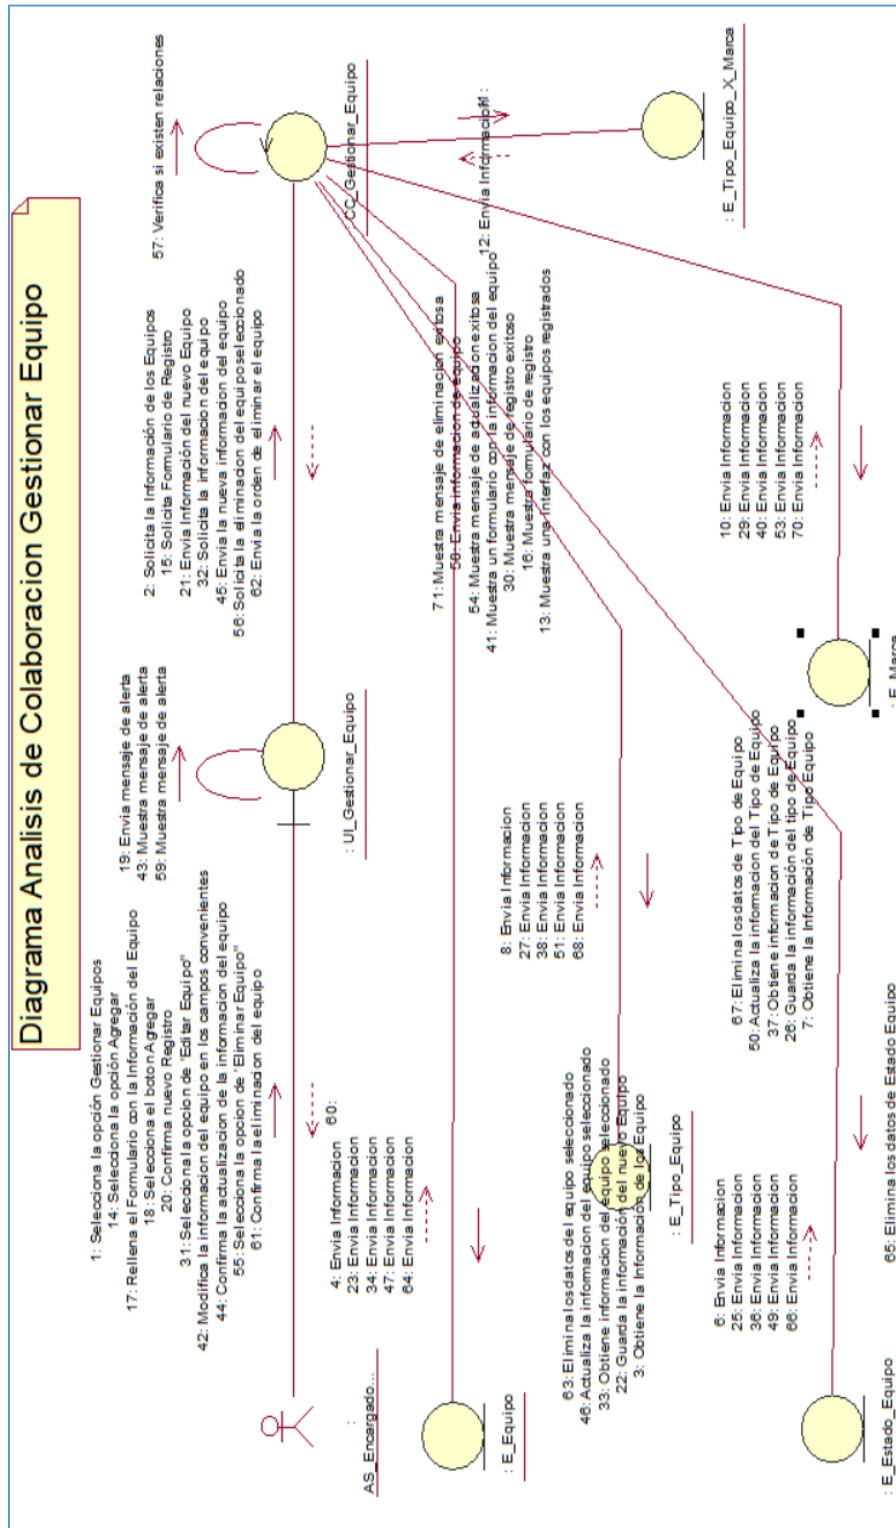 Diagrama Analisis de Colaboracion Gestionar Equipo
1: Selecciona la opción Gestionar Equipos
14: Selecciona la opción Agregar
17: Rellena el Formulario con la Información del Equipo
18: Selecciona el boton Agregar
20: Confirma nuevo Registro
31: Selecciona la opcion de "Editar Equipo"
42: Modifica la informacion del equipo en los campos convenientes
44: Confirma la actualizacion de la informacion del equipo
55: Selecciona la opcion de "Eliminar Equipo"
61: Confirma la eliminacion del equipo
60:
19: Envia mensaje de alerta
43: Muestra mensaje de alerta
59: Muestra mensaje de alerta
2: Solicita la Información de los Equipos
15: Solicita Formulario de Registro
21: Envia Información del nuevo Equipo
32: Solicita la informacion del equipo
45: Envia la nueva informacion del equipo
56: Solicita la eliminacion del equipo seleccionado
62: Envia la orden de eliminar el equipo
57: Verifica si existen relaciones
:
AS_Encargado...
: UI_Gestionar_Equipo
CC_Gestionar_Equipo
71: Muestra mensaje de eliminacion exitosa
58: Envia informacion de equipo
54: Muestra mensaje de actualizacion exitosa
41: Muestra un formulario con la informacion del equipo
30: Muestra mensaje de registro exitoso
16: Muestra formulario de registro
13: Muestra una Interfaz con los equipos registrados
12: Envia Informacion
11:
: E_Tipo_Equipo_X_Marca
4: Envia Informacion
23: Envia Informacion
34: Envia Informacion
47: Envia Informacion
64: Envia Informacion
: E_Equipo
63: Elimina los datos del equipo seleccionado
46: Actualiza la informacion del equipo seleccionado
33: Obtiene informacion del equipo seleccionado
22: Guarda la información del nuevo Equipo
3: Obtiene la Información de los Equipo
8: Envia Informacion
27: Envia Informacion
38: Envia Informacion
51: Envia Informacion
68: Envia Informacion
: E_Tipo_Equipo
67: Elimina los datos de Tipo de Equipo
50: Actualiza la informacion del Tipo de Equipo
37: Obtiene informacion de Tipo de Equipo
26: Guarda la información del tipo de Equipo
7: Obtiene la Información de Tipo Equipo
10: Envia Informacion
29: Envia Informacion
40: Envia Informacion
53: Envia Informacion
70: Envia Informacion
: E_Marca
6: Envia Informacion
25: Envia Informacion
36: Envia Informacion
49: Envia Informacion
66: Envia Informacion
: E_Estado_Equipo
65: Elimina los datos de Estado Equipo